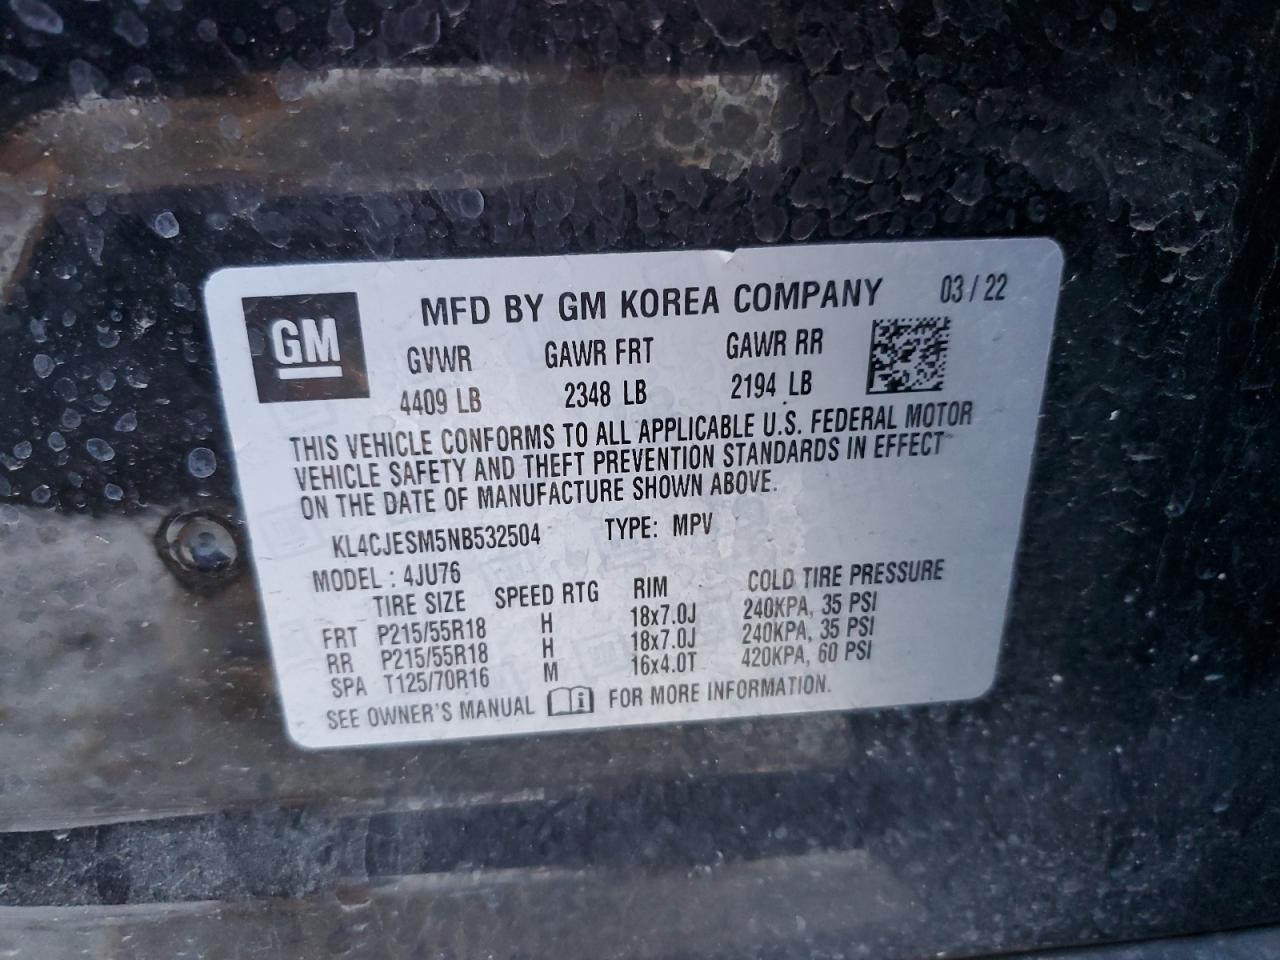 GM
MFD BY GM KOREA COMPANY 03 / 22
GVWR GAWR FRT GAWR RR
4409 LB 2348 LB 2194 LB
THIS VEHICLE CONFORMS TO ALL APPLICABLE U.S. FEDERAL MOTOR
VEHICLE SAFETY AND THEFT PREVENTION STANDARDS IN EFFECT
ON THE DATE OF MANUFACTURE SHOWN ABOVE.
KL4CJESM5NB532504 TYPE: MPV
MODEL : 4JU76
TIRE SIZE SPEED RTG RIM COLD TIRE PRESSURE
FRT P215/55R18 H 18x7.0J 240KPA, 35 PSI
RR P215/55R18 H 18x7.0J 240KPA, 35 PSI
SPA T125/70R16 M 16x4.0T 420KPA, 60 PSI
SEE OWNER'S MANUAL i FOR MORE INFORMATION.